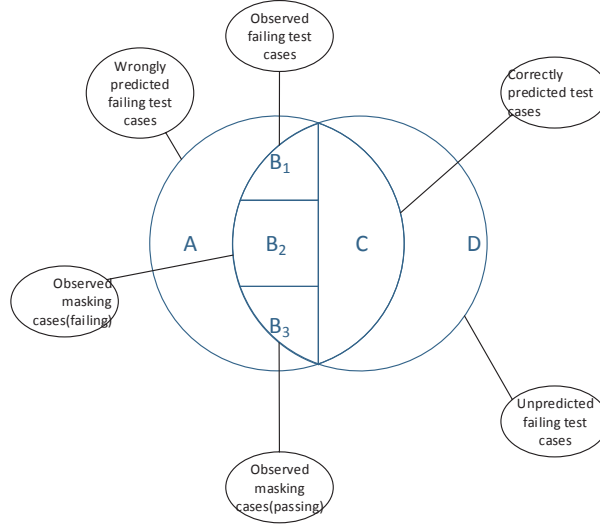 Observed
failing test
cases
Wrongly
predicted
failing test
cases
Correctly
predicted test
cases
B1
A
B2
C
D
Observed
masking
cases(failing)
B3
Unpredicted
failing test
cases
Observed
masking
cases(passing)